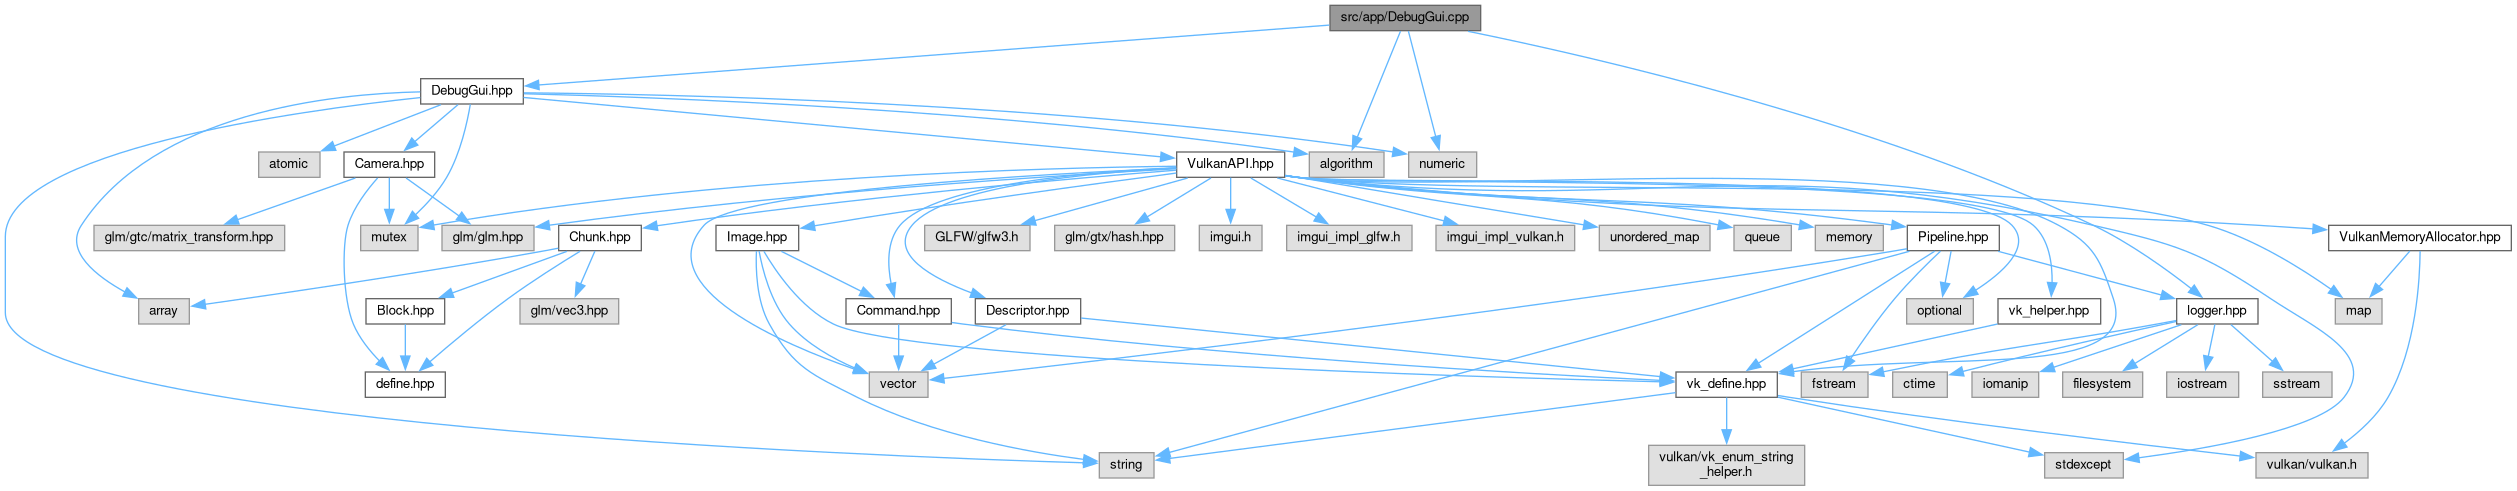 src/app/DebugGui.cpp
DebugGui.hpp
atomic
Camera.hpp
VulkanAPI.hpp
algorithm
numeric
glm/gtc/matrix_transform.hpp
mutex
glm/glm.hpp
Chunk.hpp
Image.hpp
GLFW/glfw3.h
glm/gtx/hash.hpp
imgui.h
imgui_impl_glfw.h
imgui_impl_vulkan.h
unordered_map
queue
memory
Pipeline.hpp
VulkanMemoryAllocator.hpp
array
Block.hpp
glm/vec3.hpp
Command.hpp
Descriptor.hpp
optional
vk_helper.hpp
logger.hpp
map
define.hpp
vector
vk_define.hpp
fstream
ctime
iomanip
filesystem
iostream
sstream
string
vulkan/vk_enum_string
_helper.h
stdexcept
vulkan/vulkan.h